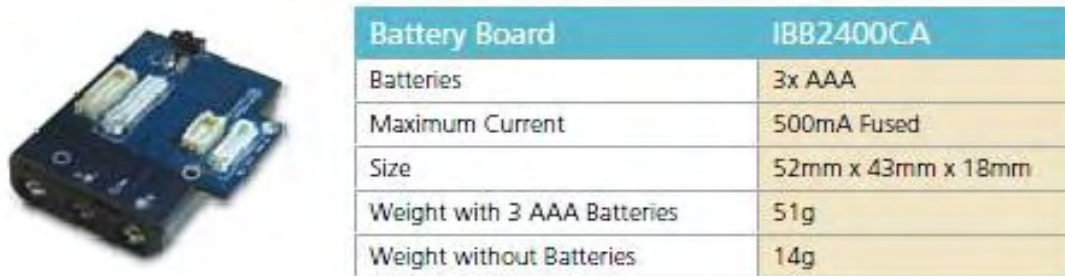 Battery Board IBB2400CA
Batteries 3x AAA
Maximum Current 500mA Fused
Size 52mm x 43mm x 18mm
Weight with 3 AAA Batteries 51g
Weight without Batteries 14g